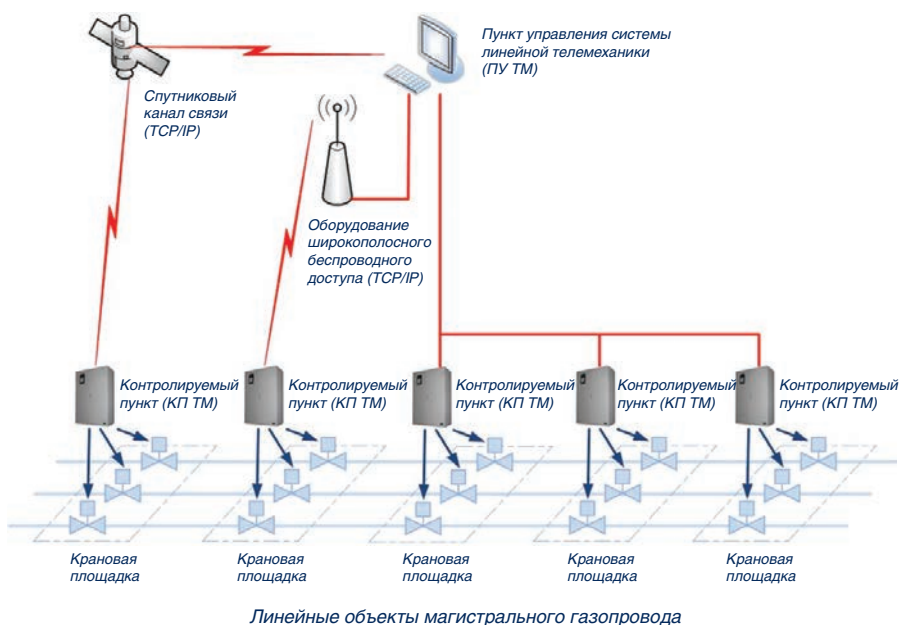 Пункт управления системы
линейной телемеханики
(ПУ ТМ)
Спутниковый
канал связи
(TCP/IP)
Оборудование
широкополосного
беспроводного
доступа (TCP/IP)
Контролируемый
пункт (КП ТМ)
Контролируемый
пункт (КП ТМ)
Контролируемый
пункт (КП ТМ)
Контролируемый
пункт (КП ТМ)
Контролируемый
пункт (КП ТМ)
Крановая
площадка
Крановая
площадка
Крановая
площадка
Крановая
площадка
Крановая
площадка
Линейные объекты магистрального газопровода